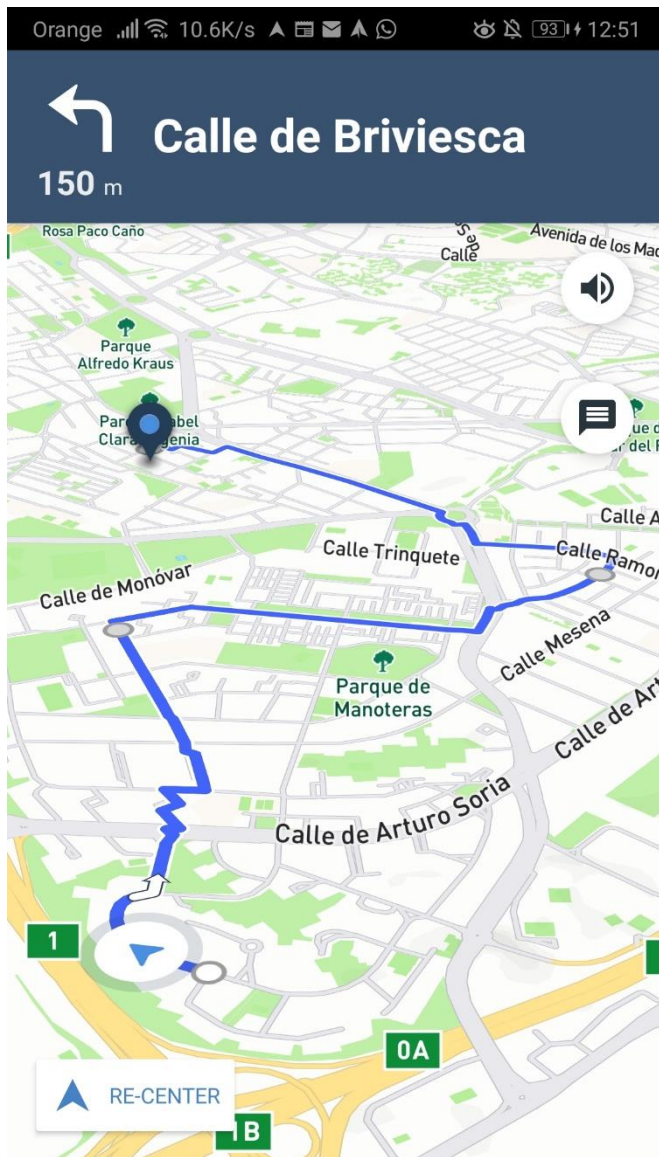 Orange 10.6K/s 93 12:51
Calle de Briviesca
150 m
Rosa Paco Caño
Avenida de los Mad
Calle
de
Parque
Alfredo Kraus
Calle A
Calle Trinquete
Calle Ramon
Calle de Monóvar
Calle Mesena
Parque de
Manoteras
Calle de Art
Calle de Arturo Soria
1
0A
RE-CENTER
1B